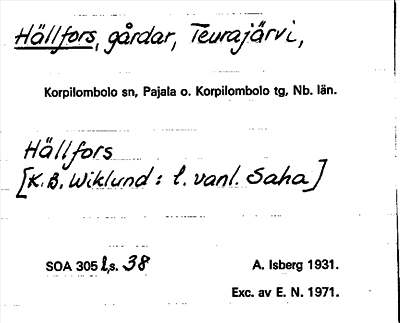 Hällfors, gårdar, Teurajärvi,
Korpilombolo sn, Pajala o. Korpilombolo tg, Nb. län.
Hällfors
[K.B. Wiklund: l. vanl. Saha]
SOA 305 l, s. 38 A. Isberg 1931.
Exc. av E. N. 1971.